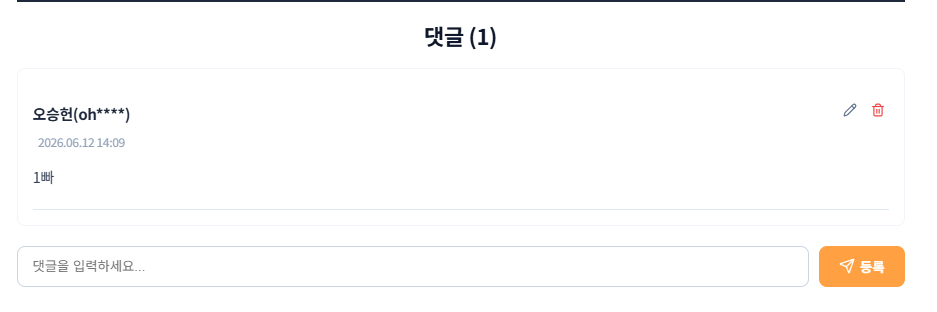 댓글 (1)
오승헌(oh****)
2026.06.12 14:09
1빠
댓글을 입력하세요...
등록